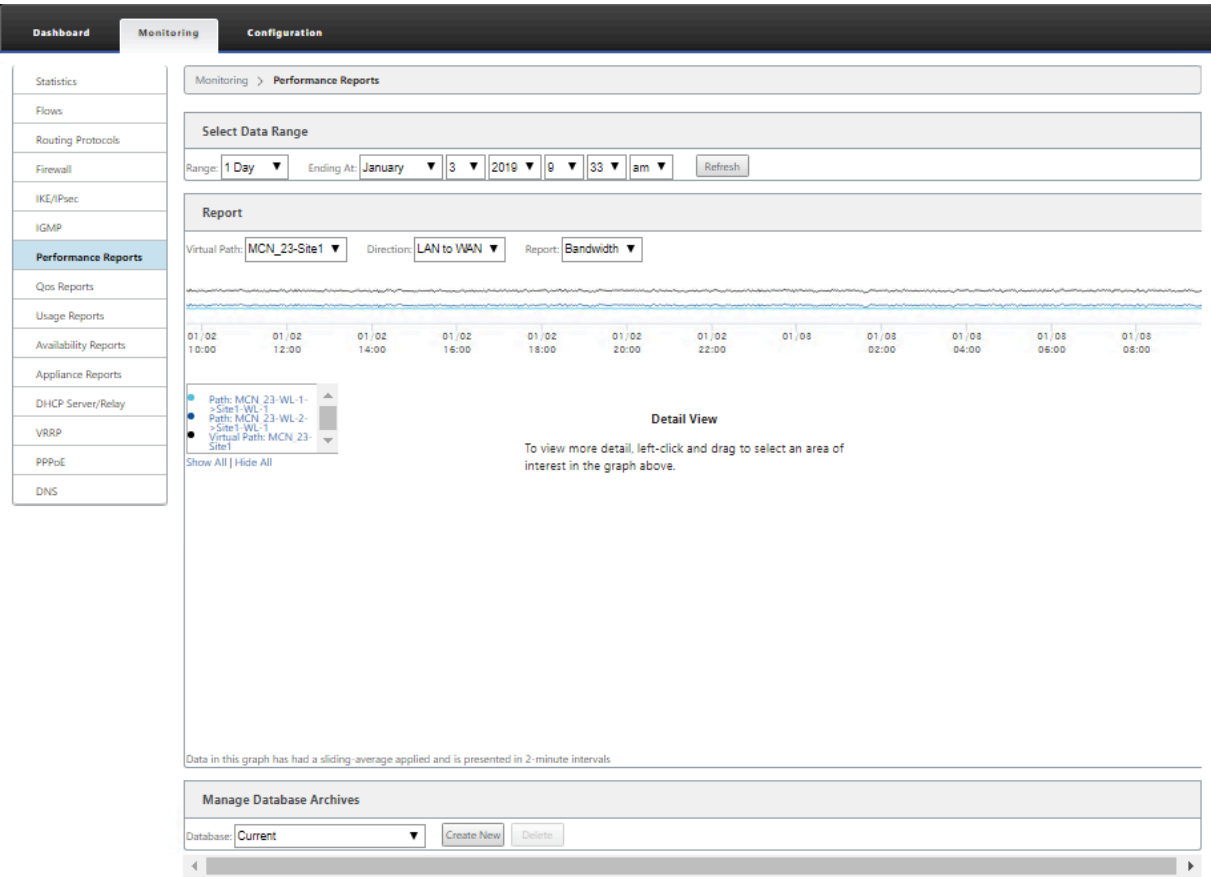 Dashboard Monitoring Configuration
Statistics
Flows
Routing Protocols
Firewall
IKE/IPsec
IGMP
Performance Reports
Qos Reports
Usage Reports
Availability Reports
Appliance Reports
DHCP Server/Relay
VRRP
PPPoE
DNS
Monitoring > Performance Reports
Select Data Range
Range: 1 Day ▼ Ending At: January ▼ 3 ▼ 2019 ▼ 9 ▼ 33 ▼ am ▼ Refresh
Report
Virtual Path: MCN_23-Site1 ▼ Direction: LAN to WAN ▼ Report: Bandwidth ▼
01/02 01/02 01/02 01/02 01/02 01/02 01/02 01/03 01/03 01/03 01/03 01/03
10:00 12:00 14:00 16:00 18:00 20:00 22:00 02:00 04:00 06:00 08:00
Path: MCN_23-WL-1-
>Site1-WL-1
Path: MCN_23-WL-2-
>Site1-WL-1
Virtual Path: MCN_23-
Site1
Show All | Hide All
Detail View
To view more detail, left-click and drag to select an area of
interest in the graph above.
Data in this graph has had a sliding-average applied and is presented in 2-minute intervals
Manage Database Archives
Database: Current ▼ Create New Delete